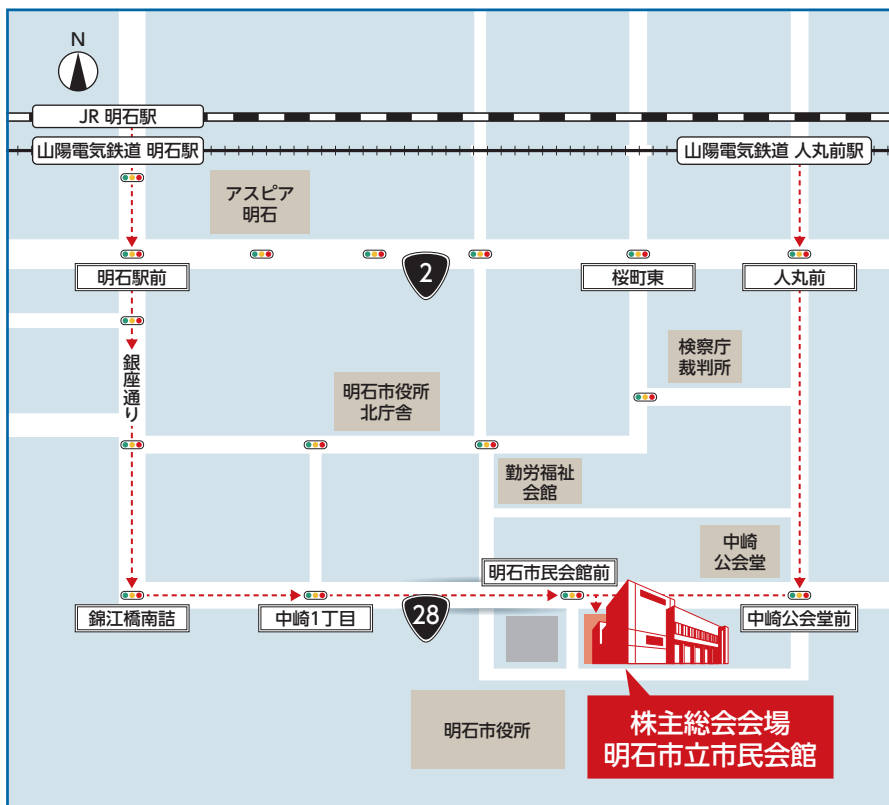 N
JR 明石駅
山陽電気鉄道 明石駅
山陽電気鉄道 人丸前駅
アスピア
明石
明石駅前
2
桜町東
人丸前
銀座通り
検察庁
裁判所
明石市役所
北庁舎
勤労福祉
会館
中崎
公会堂
明石市民会館前
錦江橋南詰
中崎1丁目
28
中崎公会堂前
明石市役所
株主総会会場
明石市立市民会館